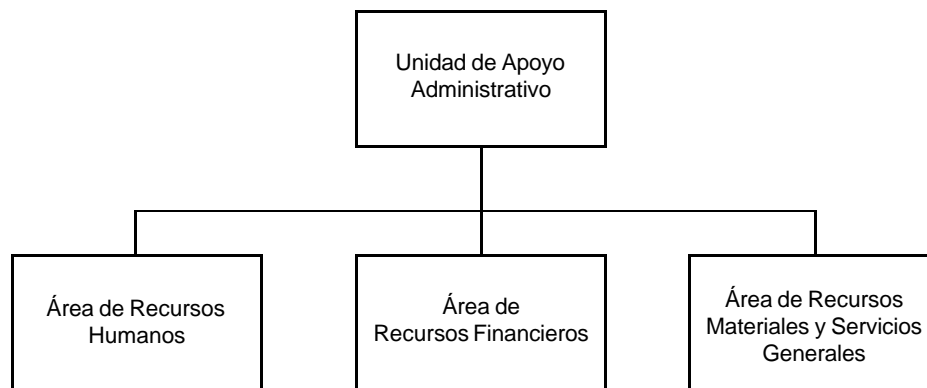 Unidad de Apoyo
Administrativo
Área de Recursos
Humanos
Área de
Recursos Financieros
Área de Recursos
Materiales y Servicios
Generales